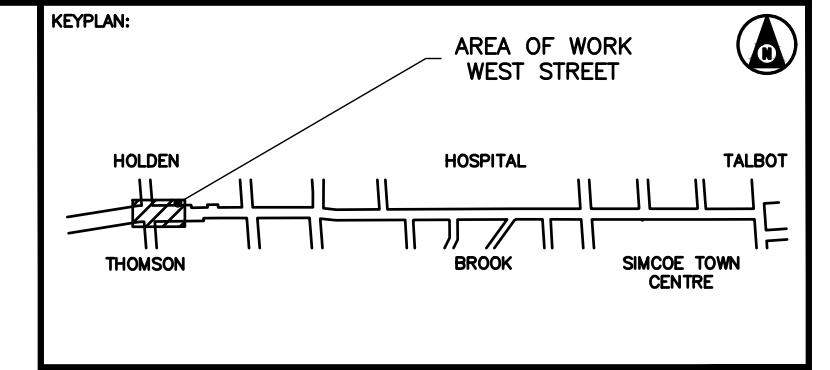 KEYPLAN:
AREA OF WORK
WEST STREET
N
HOLDEN
HOSPITAL
TALBOT
THOMSON
BROOK
SIMCOE TOWN
CENTRE